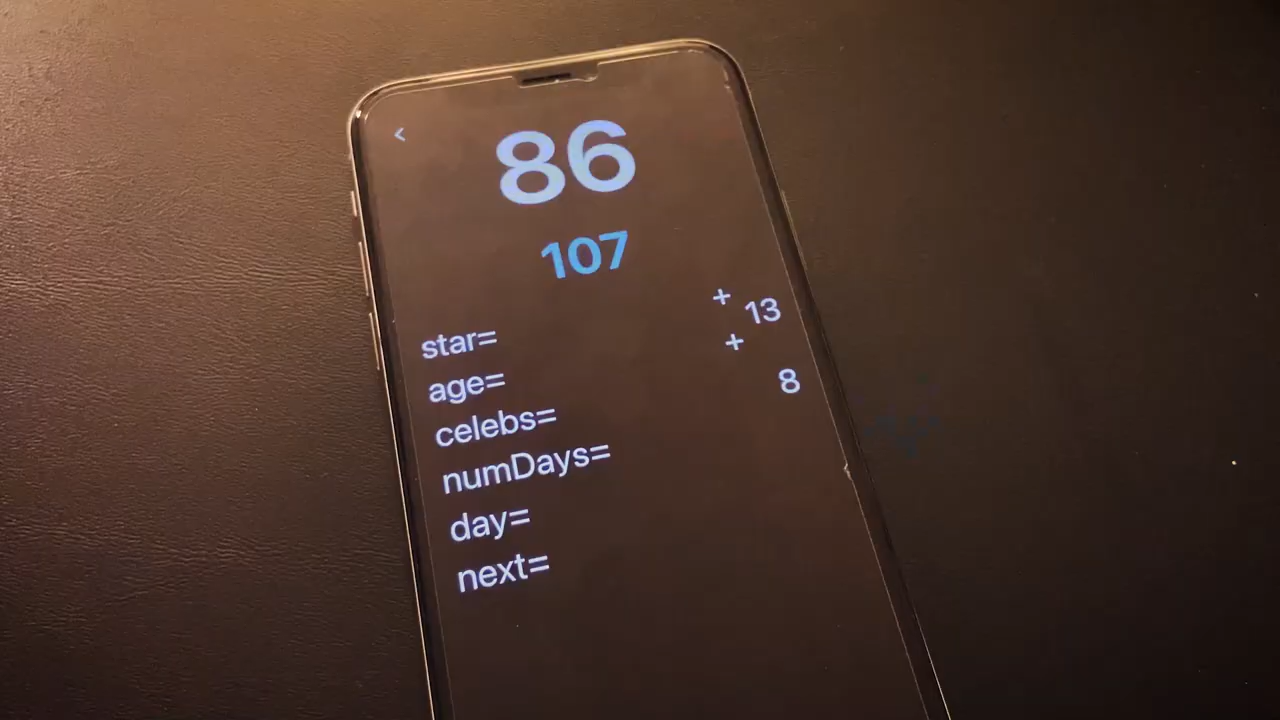 <
86
107
+
13
+
8
star=
age=
celebs=
numDays=
day=
next=